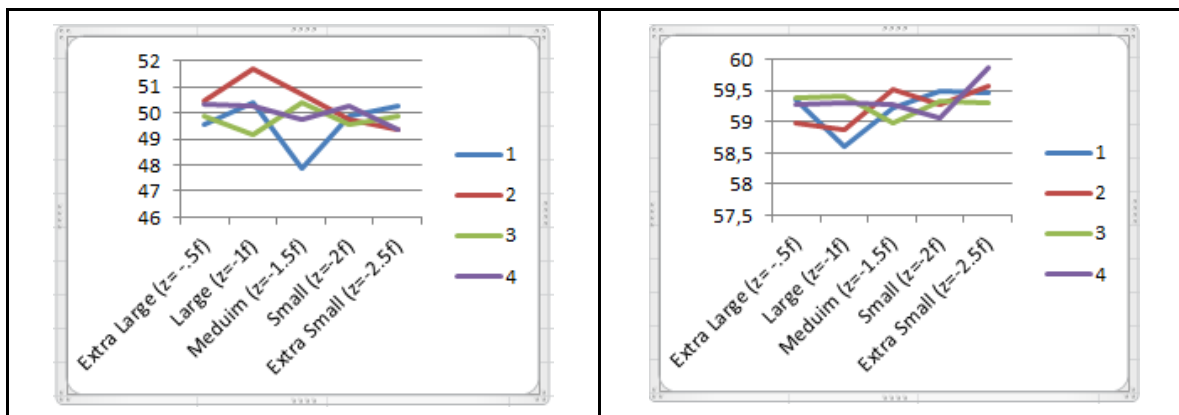 52
51
50
49
48
47
46
Extra Large (z= -.5f)
Large (z=-1f)
Meduim (z=-1.5f)
Small (z=-2f)
Extra Small (z=-2.5f)
1
2
3
4
60
59,5
59
58,5
58
57,5
Extra Large (z= -.5f)
Large (z=-1f)
Meduim (z=-1.5f)
Small (z=-2f)
Extra Small (z=-2.5f)
1
2
3
4